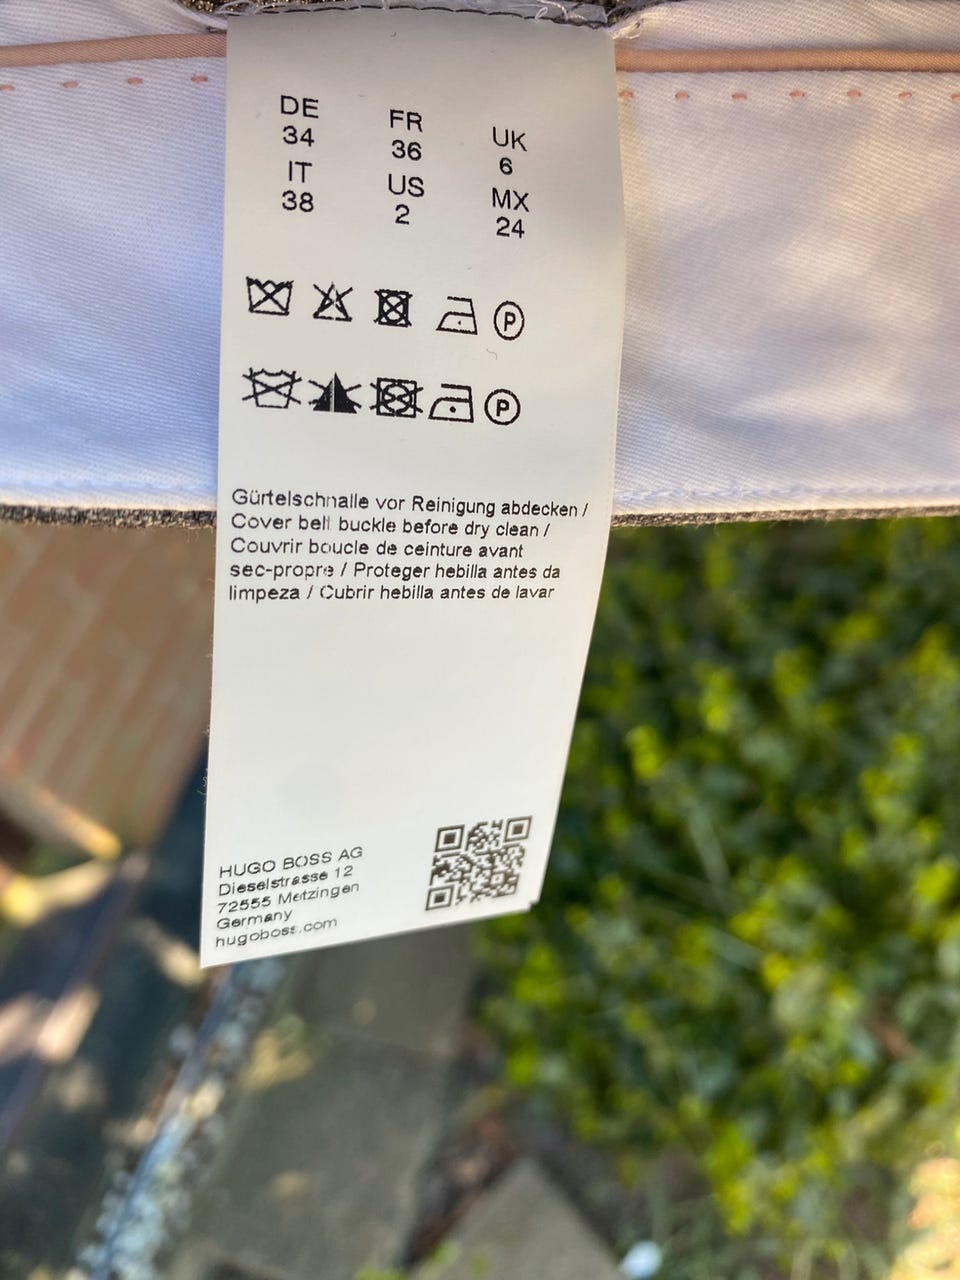 DE FR UK
34 36 6
IT US MX
38 2 24
P
P
Gürtelschnalle vor Reinigung abdecken /
Cover belt buckle before dry clean /
Couvrir boucle de ceinture avant
sec-propre / Proteger hebilla antes da
limpeza / Cubrir hebilla antes de lavar
HUGO BOSS AG
Dieselstrasse 12
72555 Metzingen
Germany
hugoboss.com